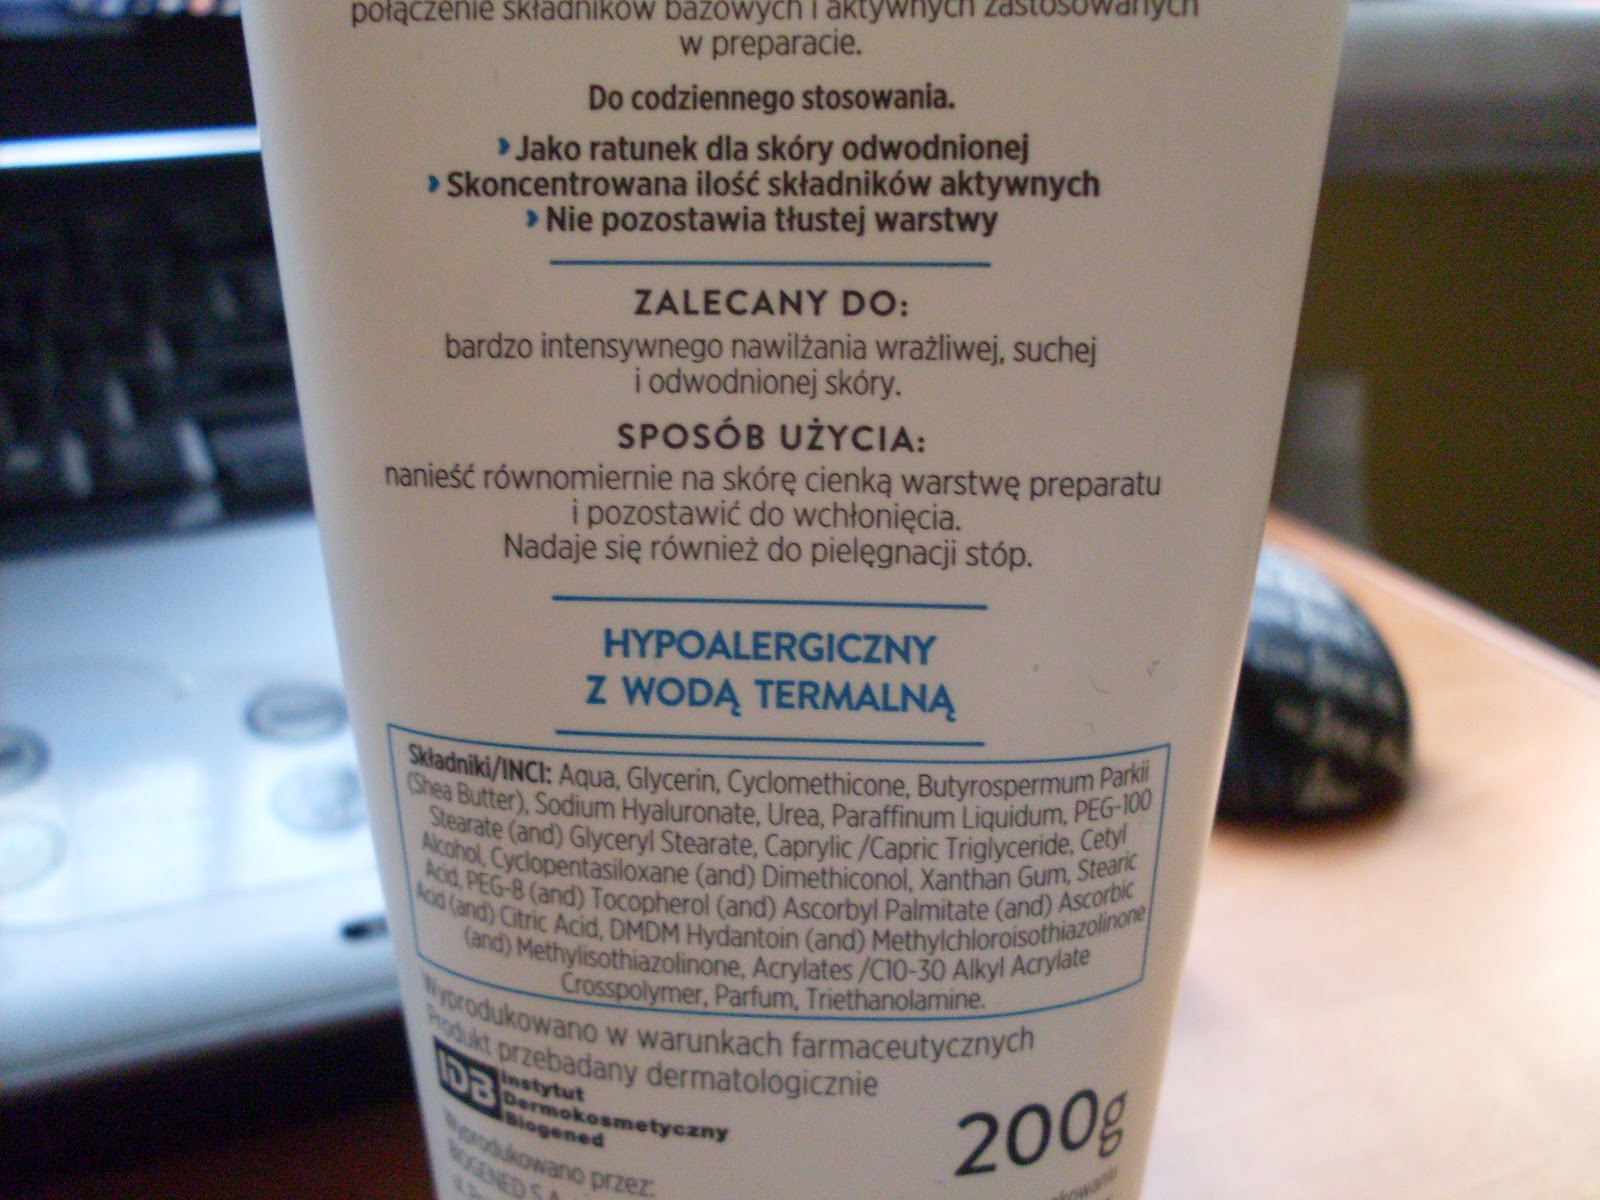 połączenie składników bazowych i aktywnych zastosowanych
w preparacie.
Do codziennego stosowania.
› Jako ratunek dla skóry odwodnionej
› Skoncentrowana ilość składników aktywnych
› Nie pozostawia tłustej warstwy
ZALECANY DO:
bardzo intensywnego nawilżania wrażliwej, suchej
i odwodnionej skóry.
SPOSÓB UŻYCIA:
nanieść równomiernie na skórę cienką warstwę preparatu
i pozostawić do wchłonięcia.
Nadaje się również do pielęgnacji stóp.
HYPOALERGICZNY
Z WODĄ TERMALNĄ
Składniki/INCI: Aqua, Glycerin, Cyclomethicone, Butyrospermum Parkii
(Shea Butter), Sodium Hyaluronate, Urea, Paraffinum Liquidum, PEG-100
Stearate (and) Glyceryl Stearate, Caprylic /Capric Triglyceride, Cetyl
Alcohol, Cyclopentasiloxane (and) Dimethiconol, Xanthan Gum, Stearic
Acid, PEG-8 (and) Tocopherol (and) Ascorbyl Palmitate (and) Ascorbic
Acid (and) Citric Acid, DMDM Hydantoin (and) Methylchloroisothiazolinone
(and) Methylisothiazolinone, Acrylates /C10-30 Alkyl Acrylate
Crosspolymer, Parfum, Triethanolamine.
Wyprodukowano w warunkach farmaceutycznych
Produkt przebadany dermatologicznie
IDB Instytut
Dermokosmetyczny
Biogened
200g
Wyprodukowano przez:
BIOGENED S.A.